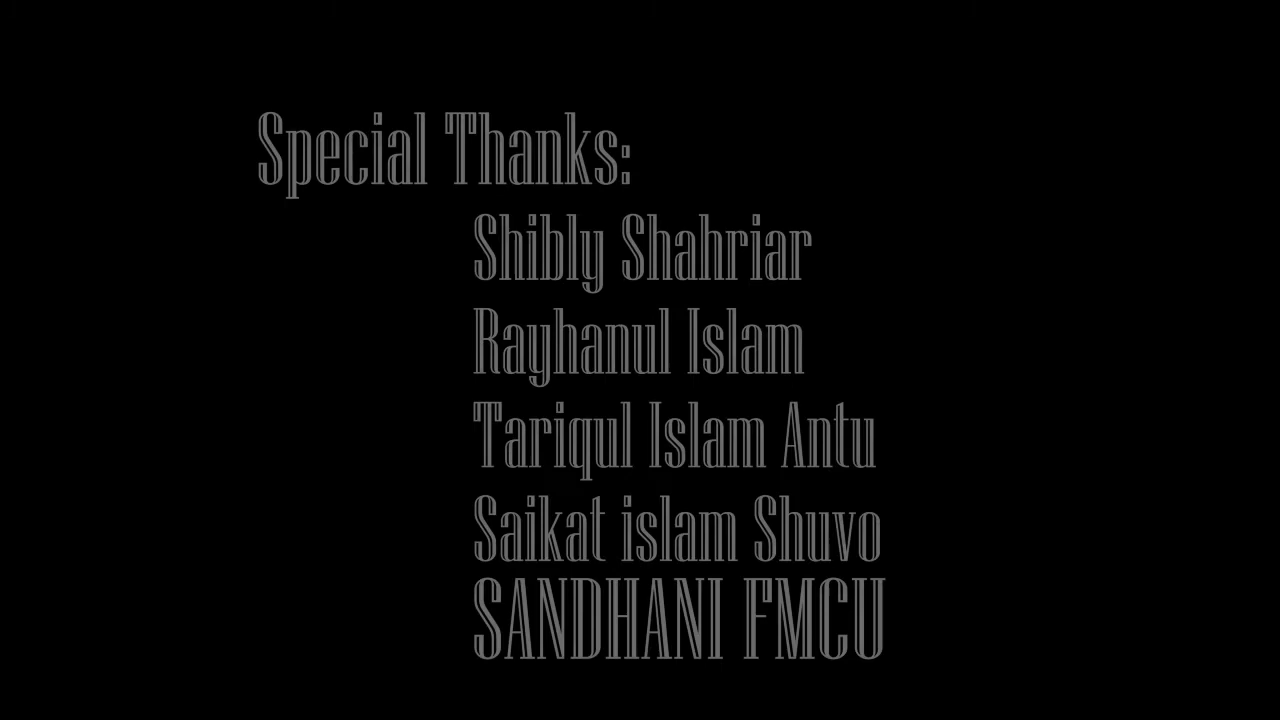 Special Thanks:
Shibly Shahriar
Rayhanul Islam
Tariqul Islam Antu
Saikat islam Shuvo
SANDHANI FMCU